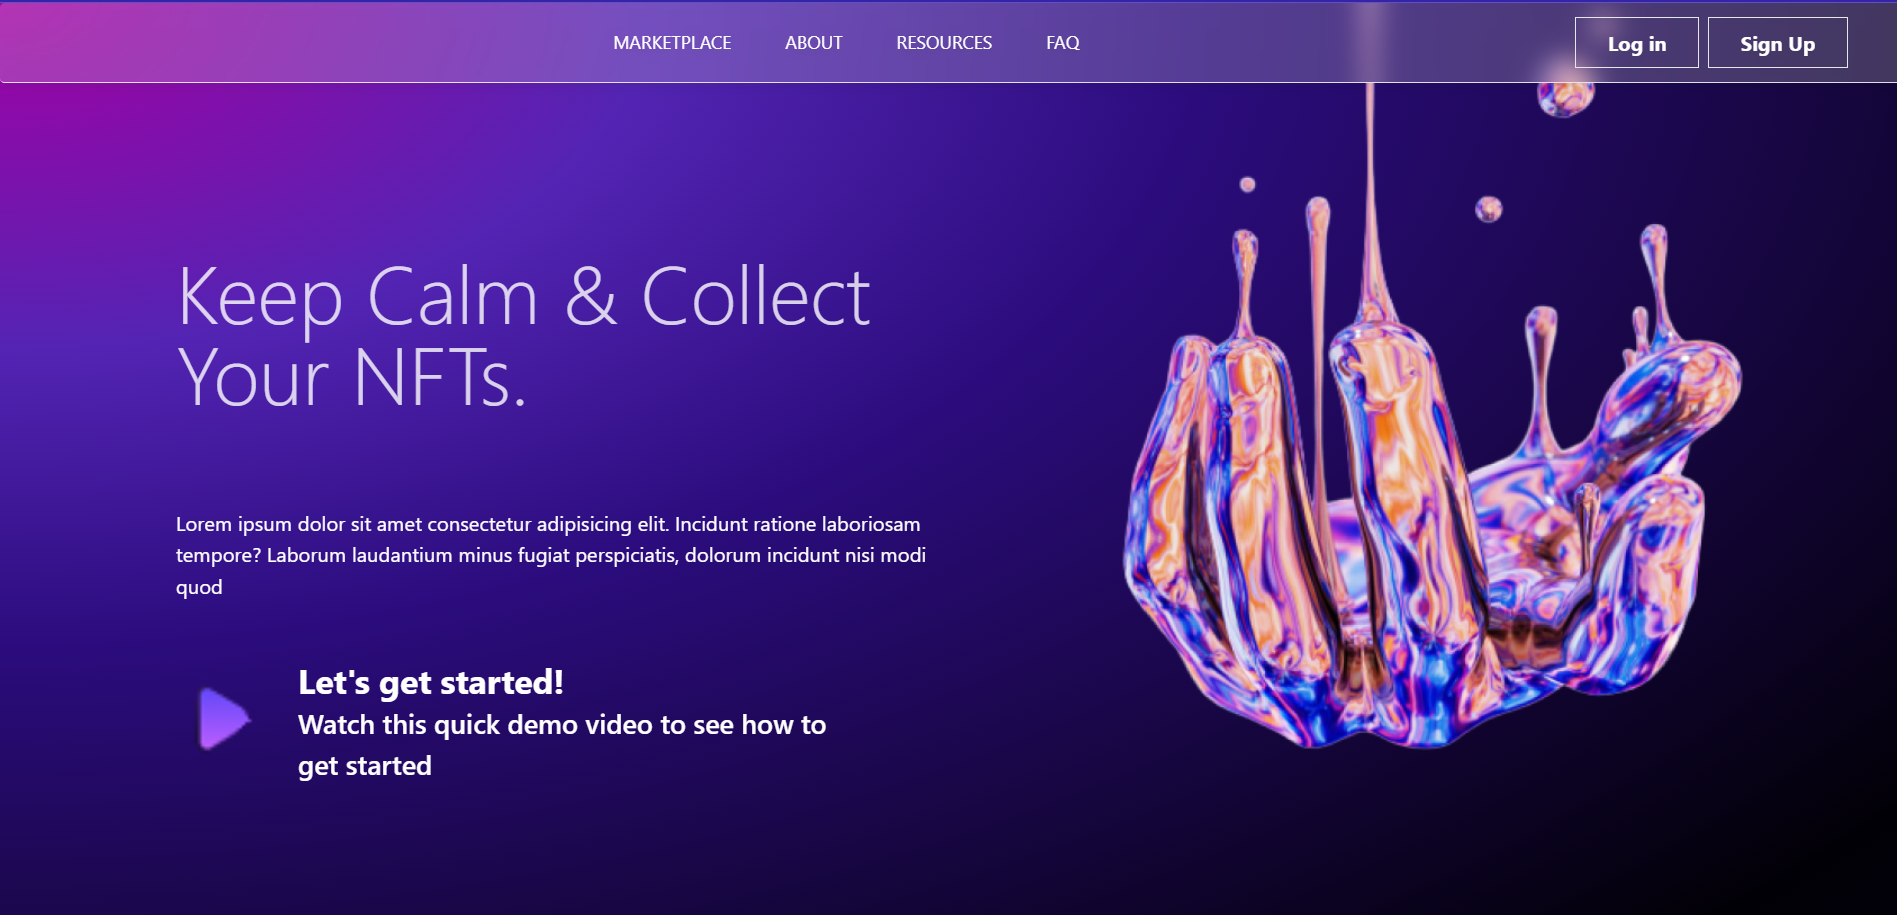 MARKETPLACE ABOUT RESOURCES FAQ Log in Sign Up
Keep Calm & Collect
Your NFTs.
Lorem ipsum dolor sit amet consectetur adipisicing elit. Incidunt ratione laboriosam
tempore? Laborum laudantium minus fugiat perspiciatis, dolorum incidunt nisi modi
quod
Let's get started!
Watch this quick demo video to see how to
get started